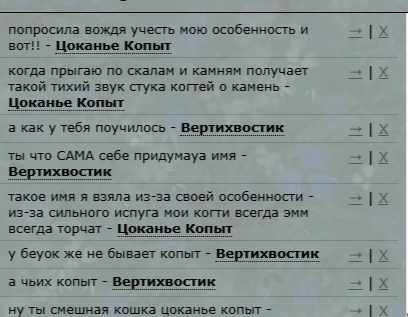 попросила вождя учесть мою особенность и
вот!! - Цоканье Копыт
→ | X
когда прыгаю по скалам и камням получает
такой тихий звук стука когтей о камень -
Цоканье Копыт
→ | X
а как у тебя поучилось - Вертихвостик
→ | X
ты что САМА себе придумауа имя -
Вертихвостик
→ | X
такое имя я взяла из-за своей особенности -
из-за сильного испуга мои когти всегда эмм
всегда торчат - Цоканье Копыт
→ | X
у беуок же не бывает копыт - Вертихвостик
→ | X
а чьих копыт - Вертихвостик
→ | X
ну ты смешная кошка цоканье копыт -
→ | X